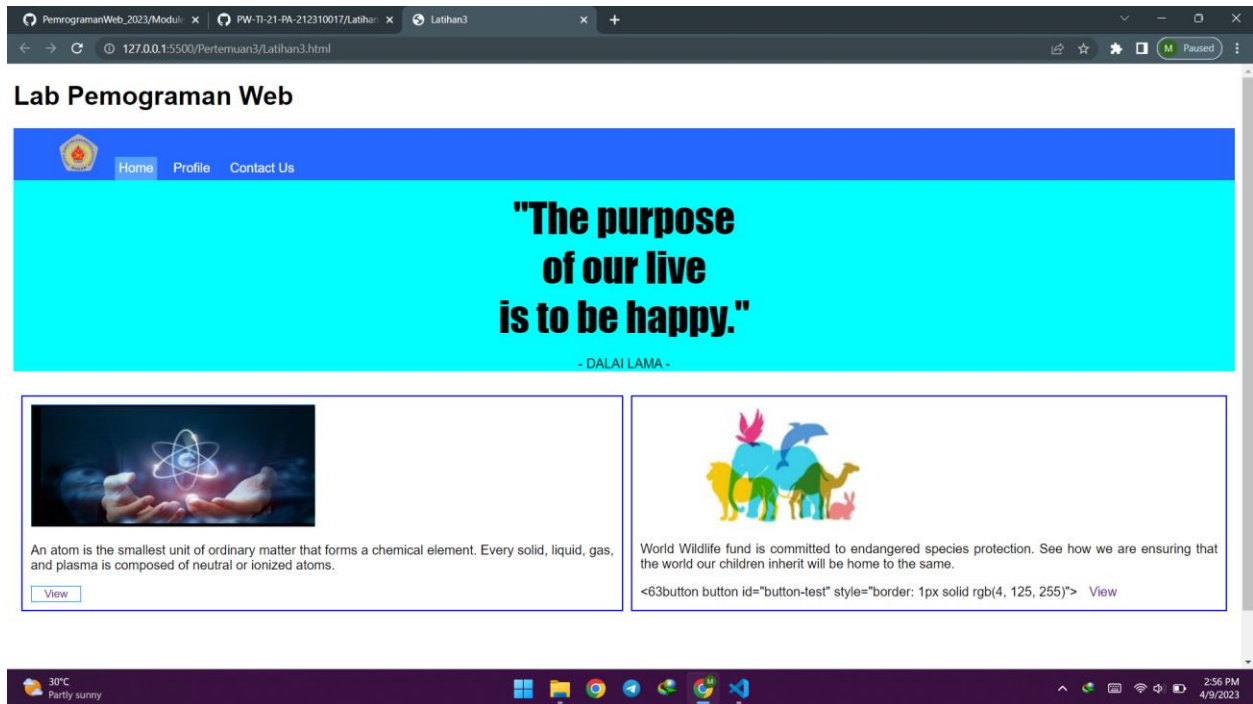 PemrogramanWeb_2023/Module
PW-TI-21-PA-212310017/Latihan
Latihan3
127.0.0.1:5500/Pertemuan3/Latihan3.html
M Paused
Lab Pemograman Web
Home Profile Contact Us
"The purpose
of our live
is to be happy."
- DALAI LAMA -
An atom is the smallest unit of ordinary matter that forms a chemical element. Every solid, liquid, gas,
and plasma is composed of neutral or ionized atoms.
View
World Wildlife fund is committed to endangered species protection. See how we are ensuring that
the world our children inherit will be home to the same.
<63button button id="button-test" style="border: 1px solid rgb(4, 125, 255)"> View
30°C
Partly sunny
2:56 PM
4/9/2023